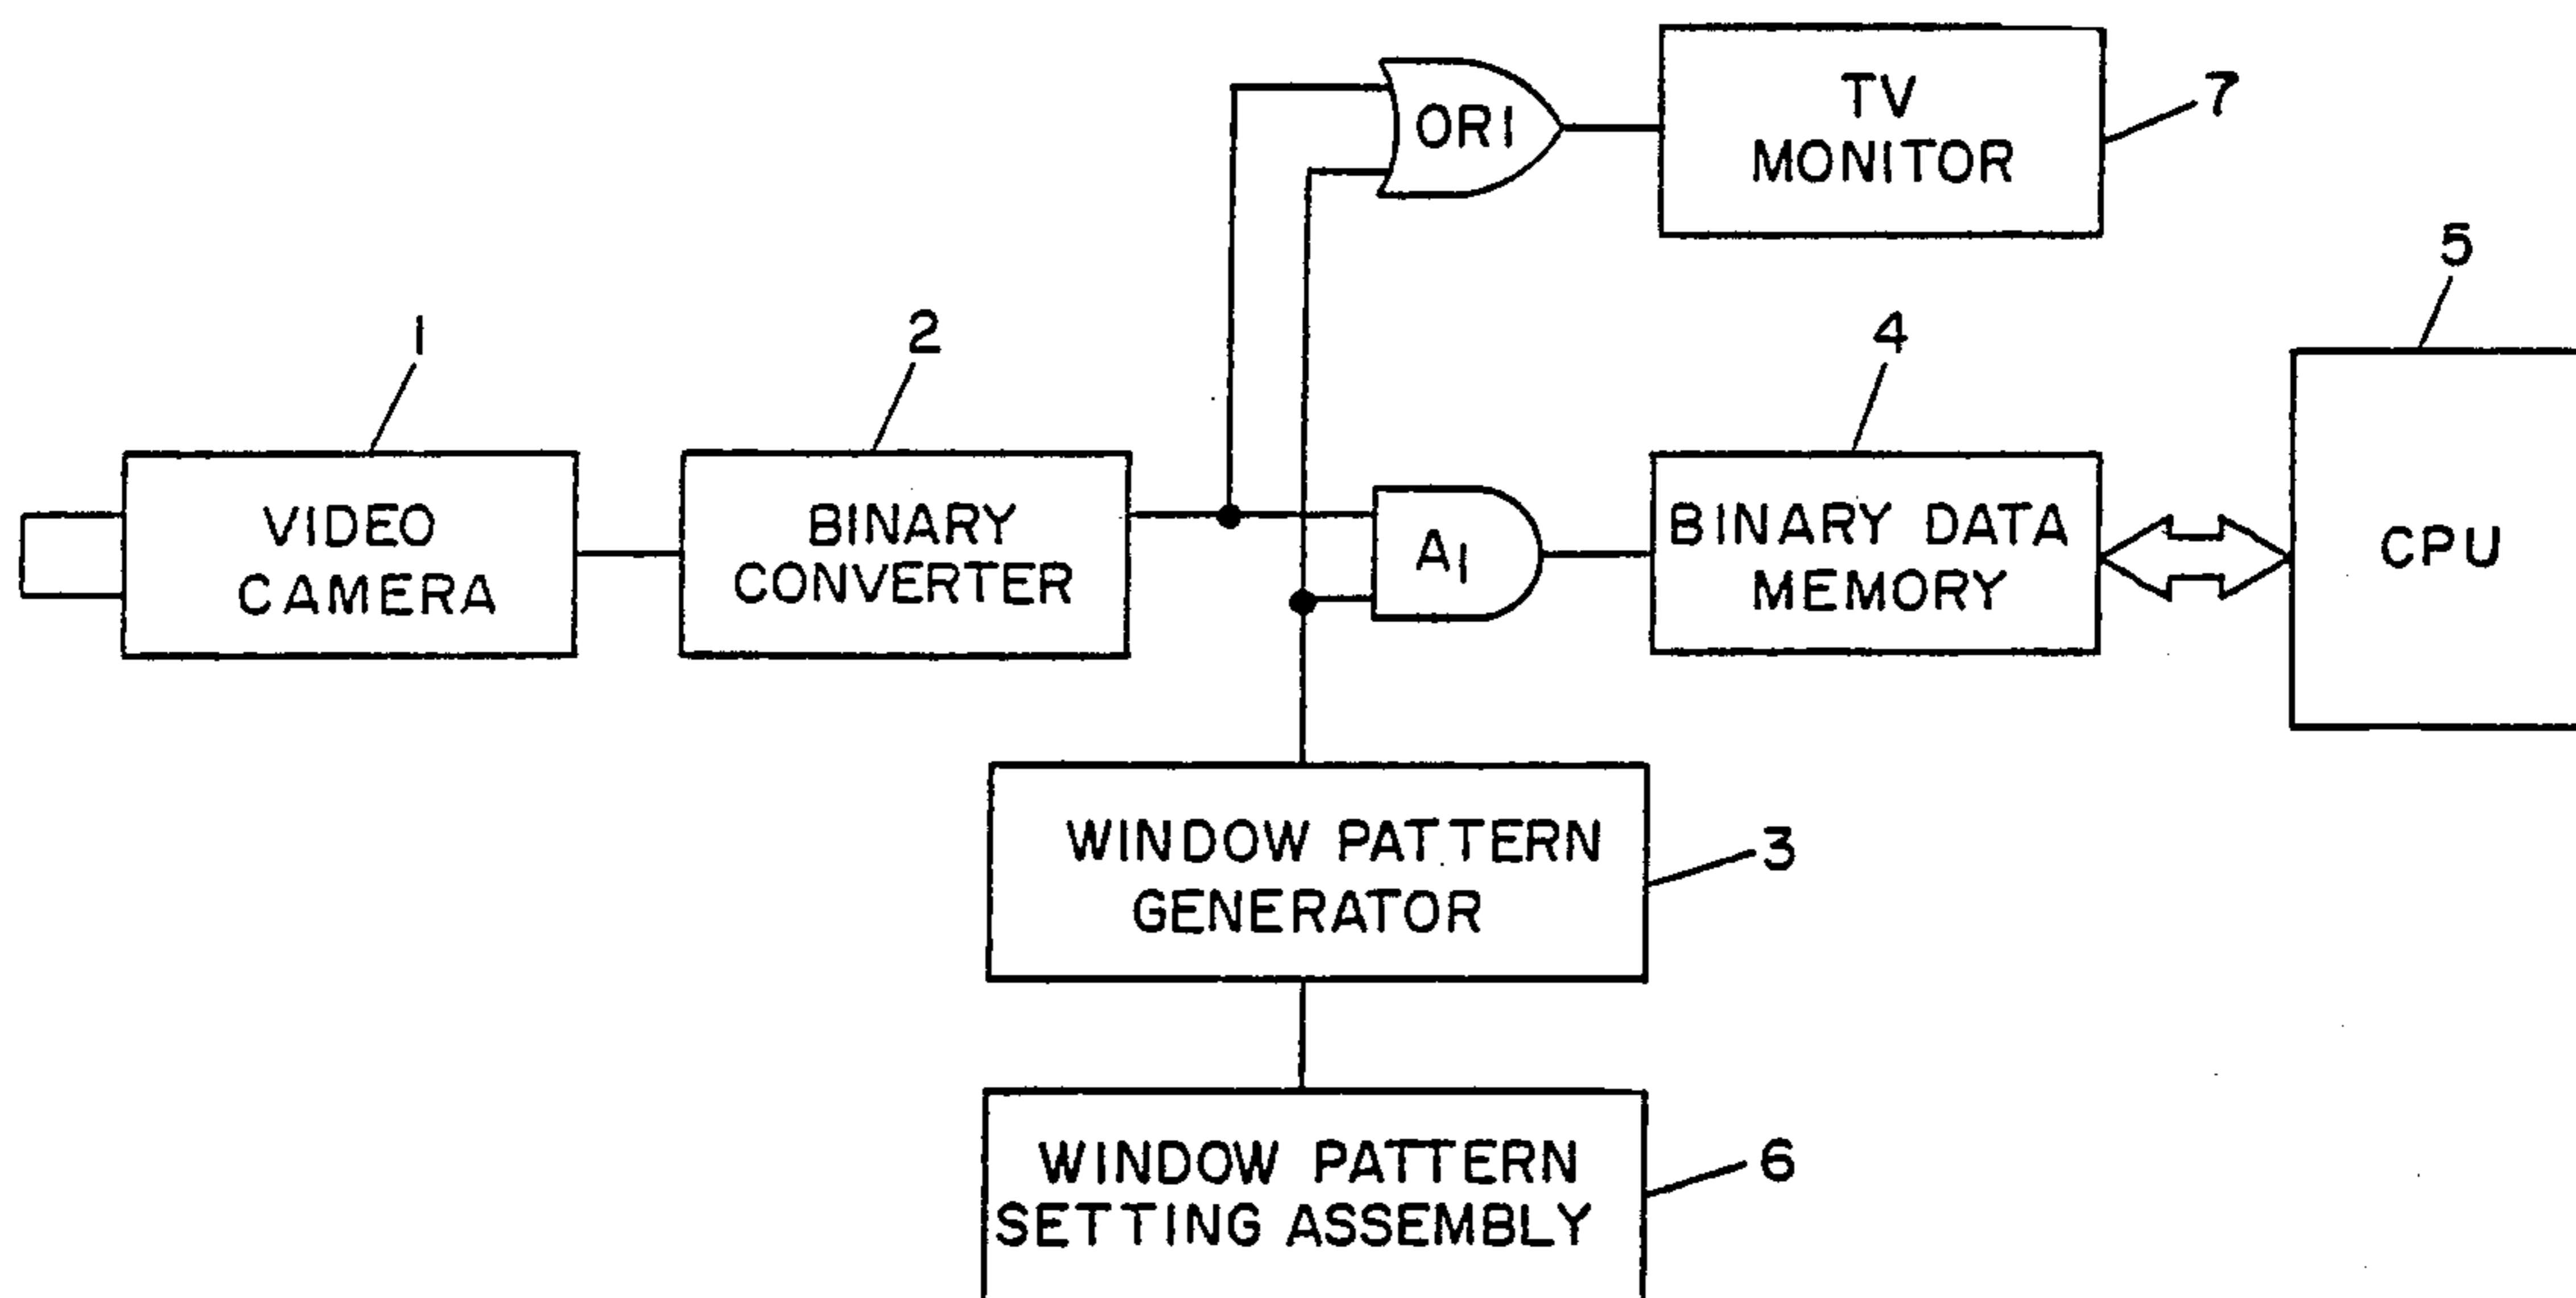 OR1
TV
MONITOR
7
5
1
2
4
VIDEO
CAMERA
BINARY
CONVERTER
A1
BINARY DATA
MEMORY
CPU
WINDOW PATTERN
GENERATOR
3
WINDOW PATTERN
SETTING ASSEMBLY
6